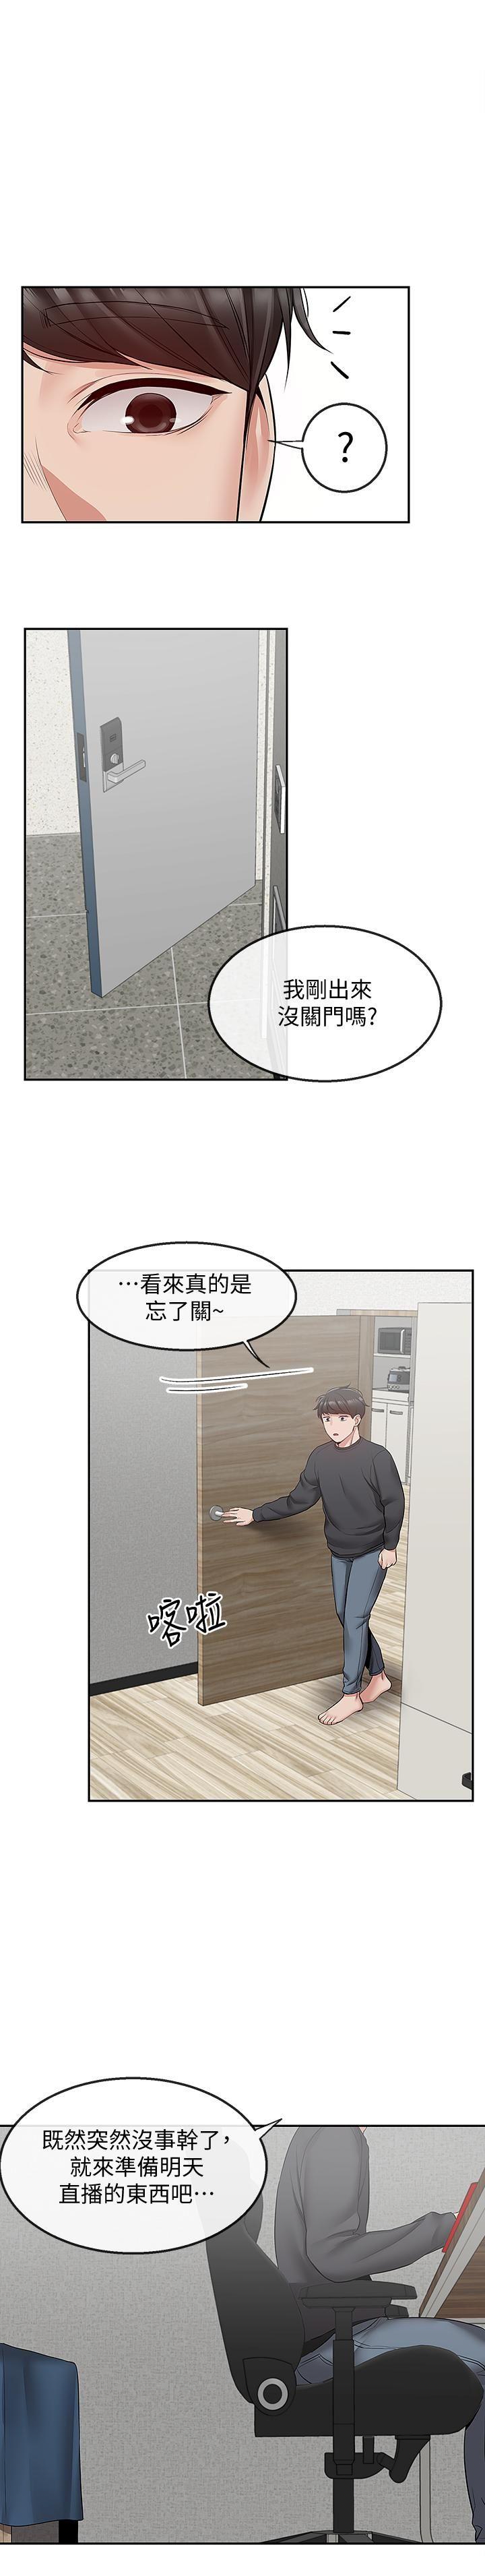 ?
我剛出來
沒關門嗎?
⋯看來真的是
忘了關~
喀啦
既然突然沒事幹了，
就來準備明天
直播的東西吧⋯